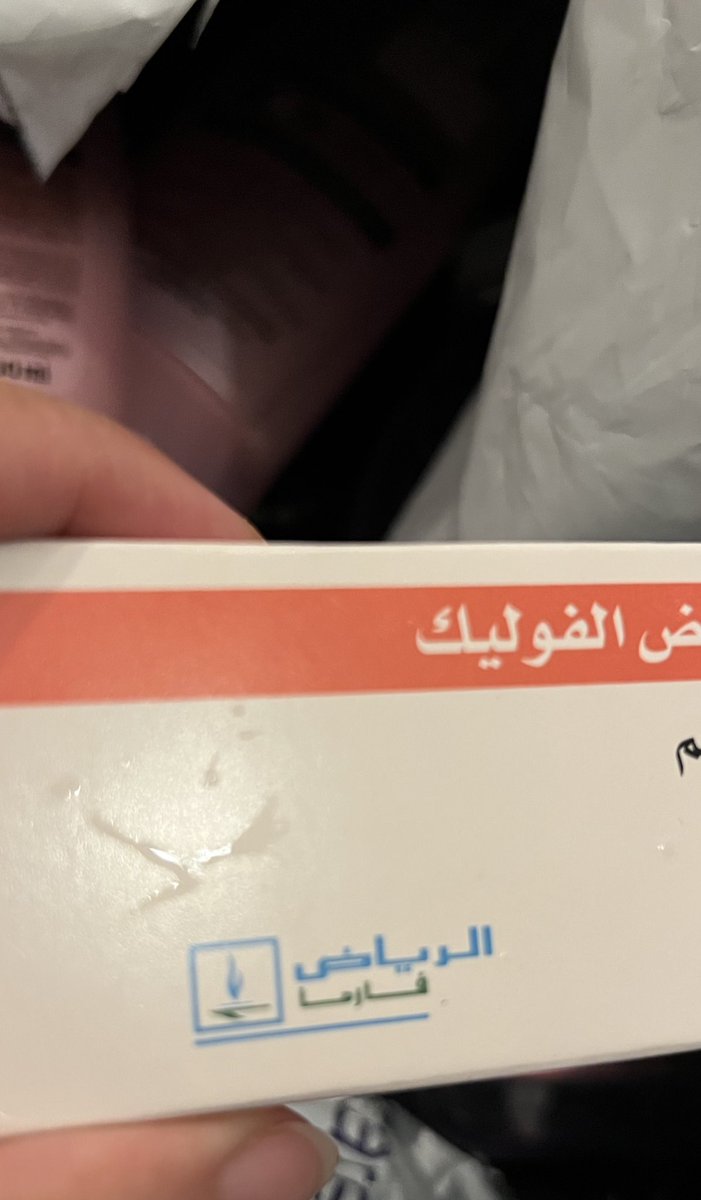 ض الفوليك
م
الرياض
فارما